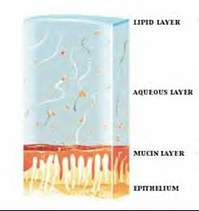 LIPID LAYER
AQUEOUS LAYER
MUCIN LAYER
EPITHELIUM